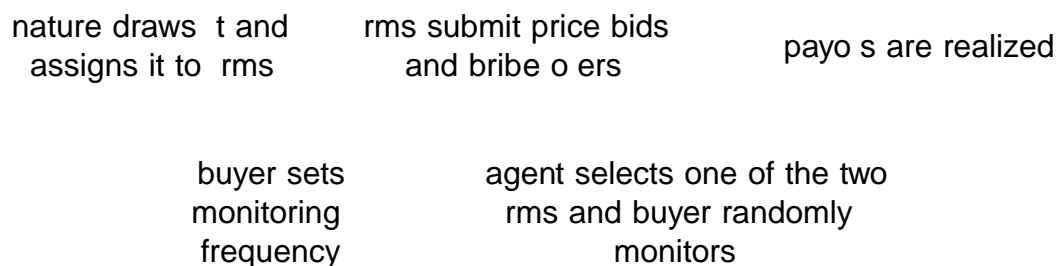 nature draws t and
assigns it to rms
rms submit price bids
and bribe o ers
payo s are realized
buyer sets
monitoring
frequency
agent selects one of the two
rms and buyer randomly
monitors